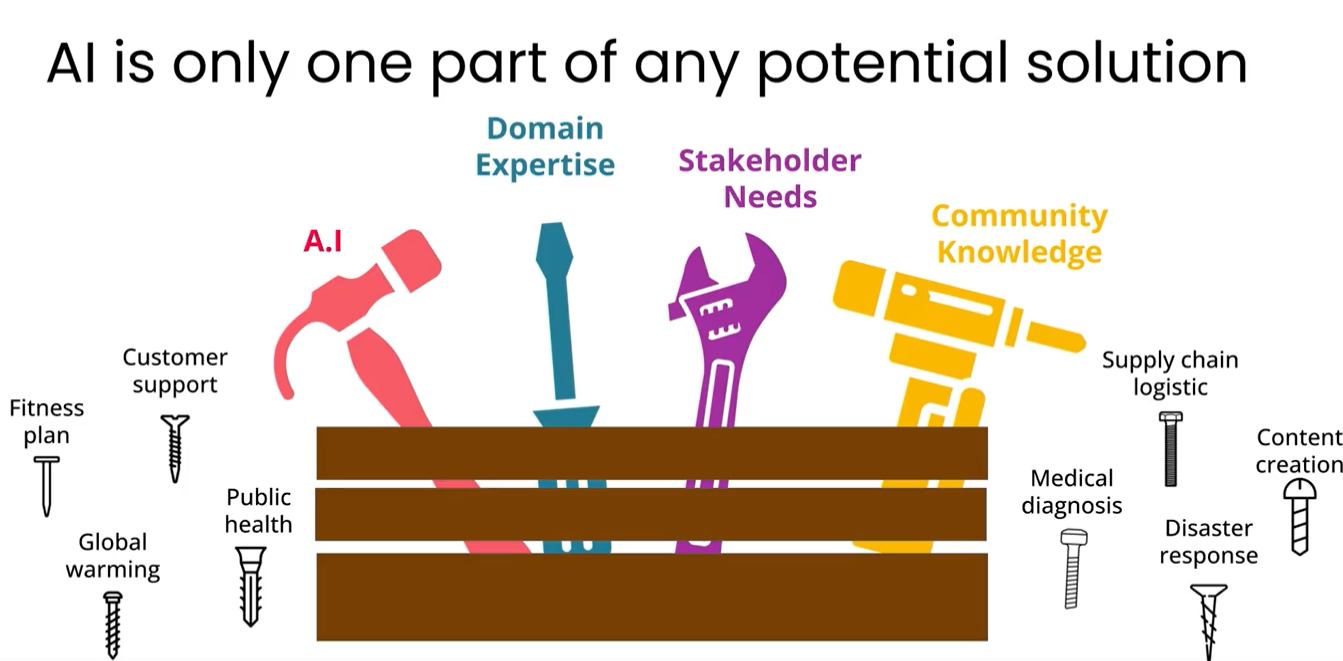 AI is only one part of any potential solution
Domain
Expertise
Stakeholder
Needs
Community
Knowledge
A.I
Customer
support
Fitness
plan
Public
health
Global
warming
Supply chain
logistic
Content
creation
Medical
diagnosis
Disaster
response